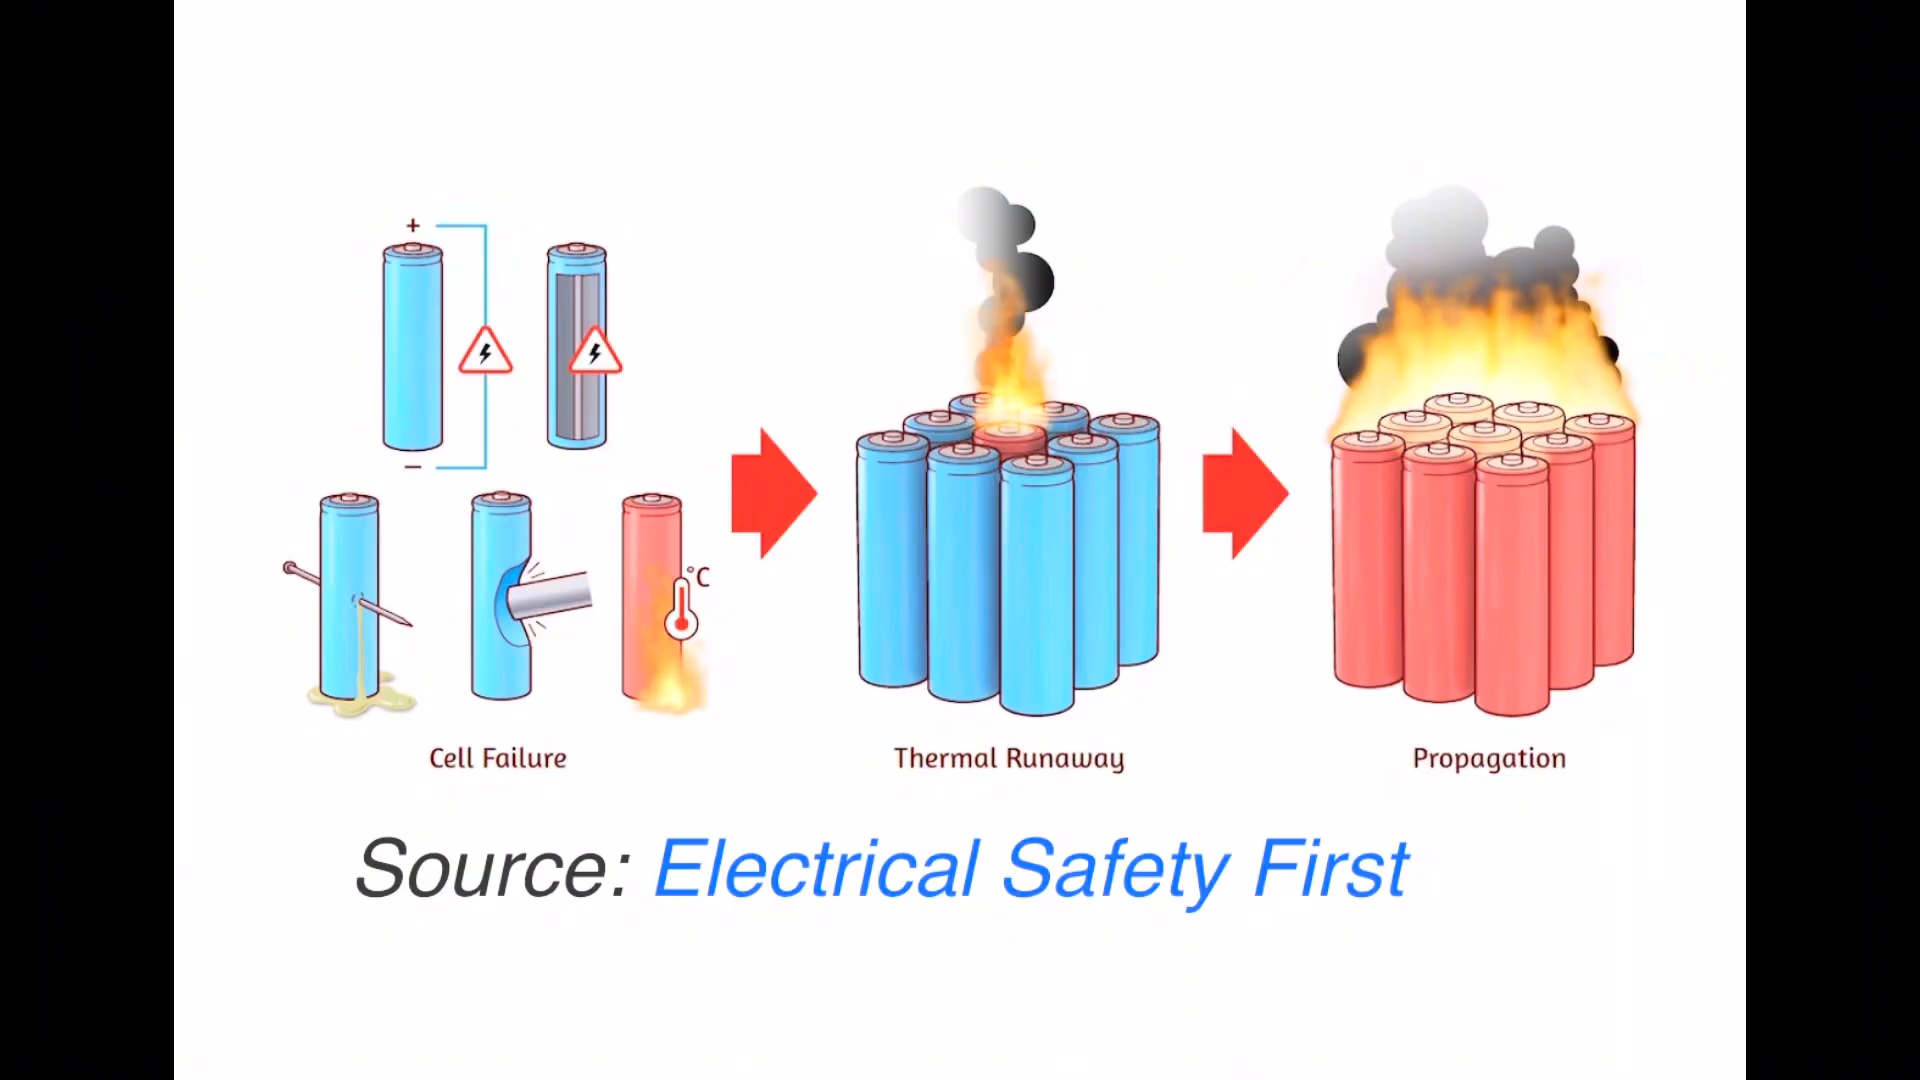 +
−
°C
Cell Failure
Thermal Runaway
Propagation
Source: Electrical Safety First